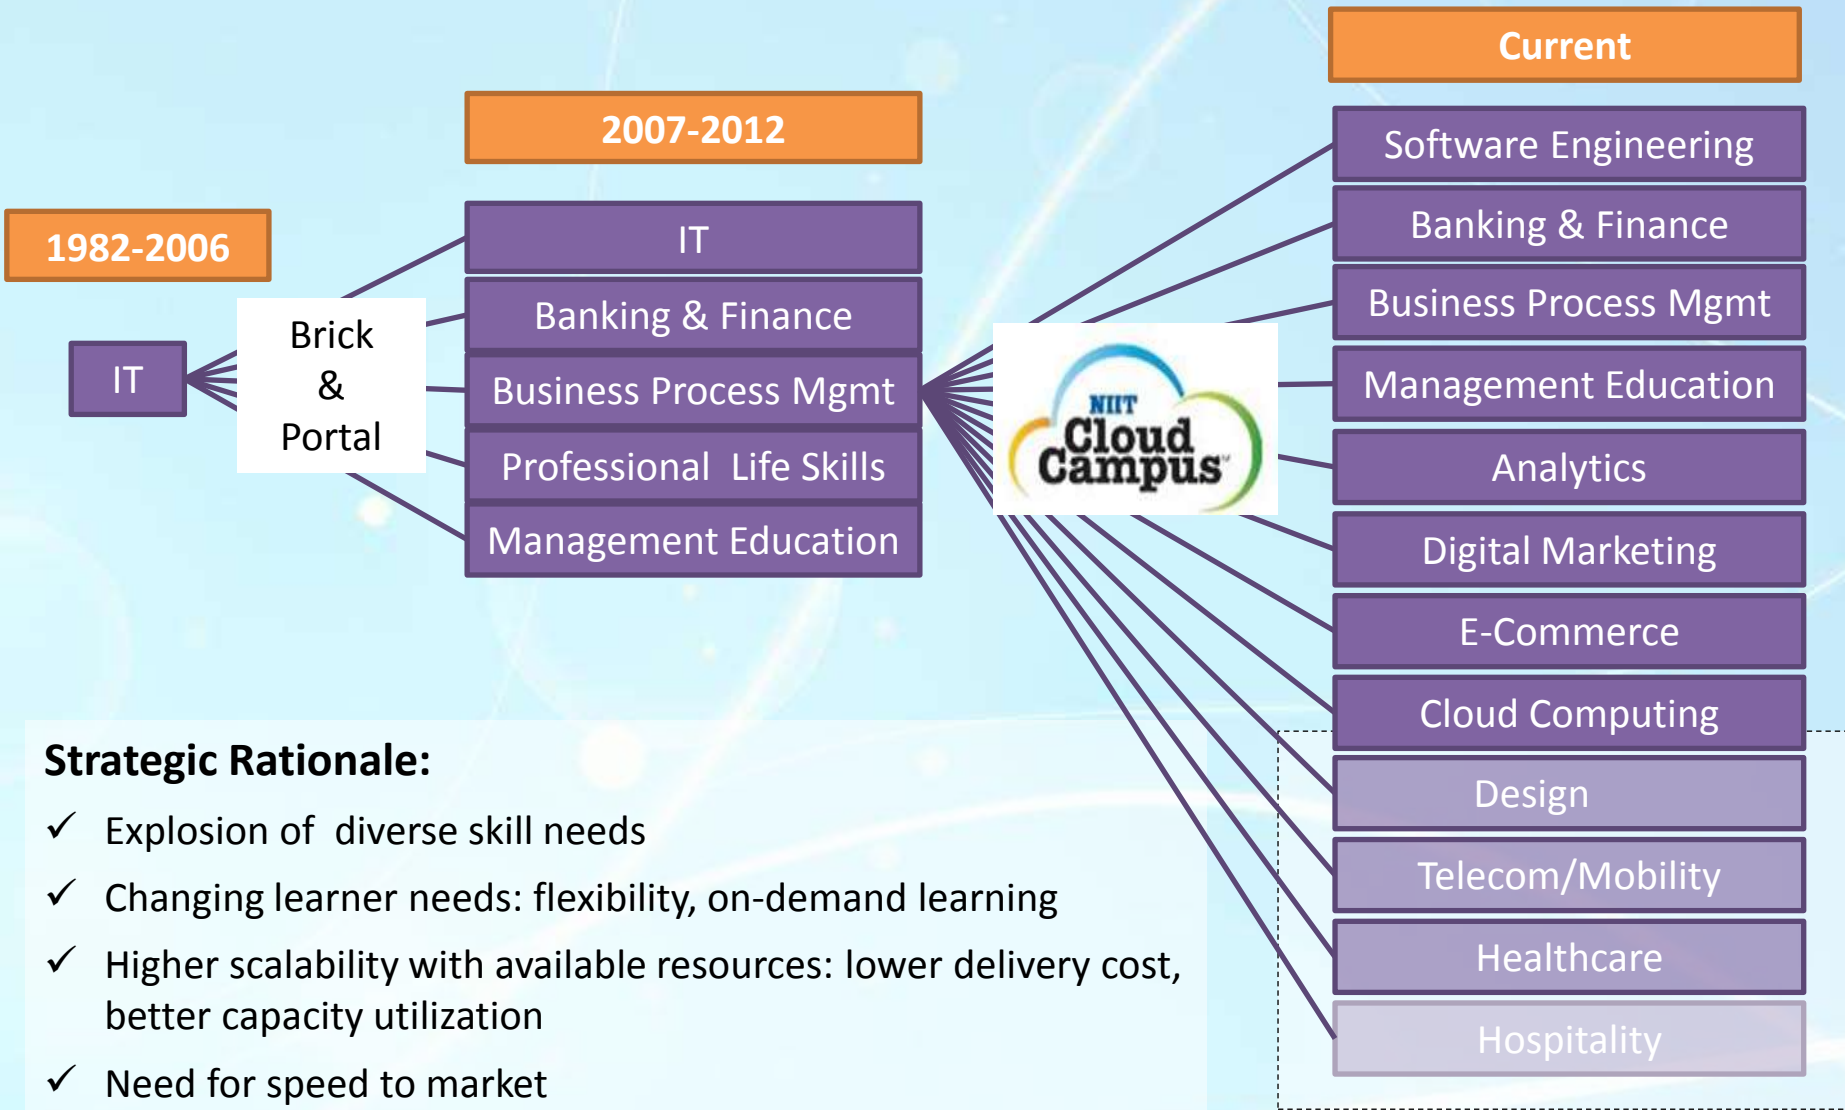 1982-2006
IT
Brick
&
Portal
2007-2012
IT
Banking & Finance
Business Process Mgmt
Professional Life Skills
Management Education
NIIT
Cloud
Campus
Current
Software Engineering
Banking & Finance
Business Process Mgmt
Management Education
Analytics
Digital Marketing
E-Commerce
Cloud Computing
Design
Telecom/Mobility
Healthcare
Hospitality
Strategic Rationale:
✓ Explosion of diverse skill needs
✓ Changing learner needs: flexibility, on-demand learning
✓ Higher scalability with available resources: lower delivery cost,
better capacity utilization
✓ Need for speed to market